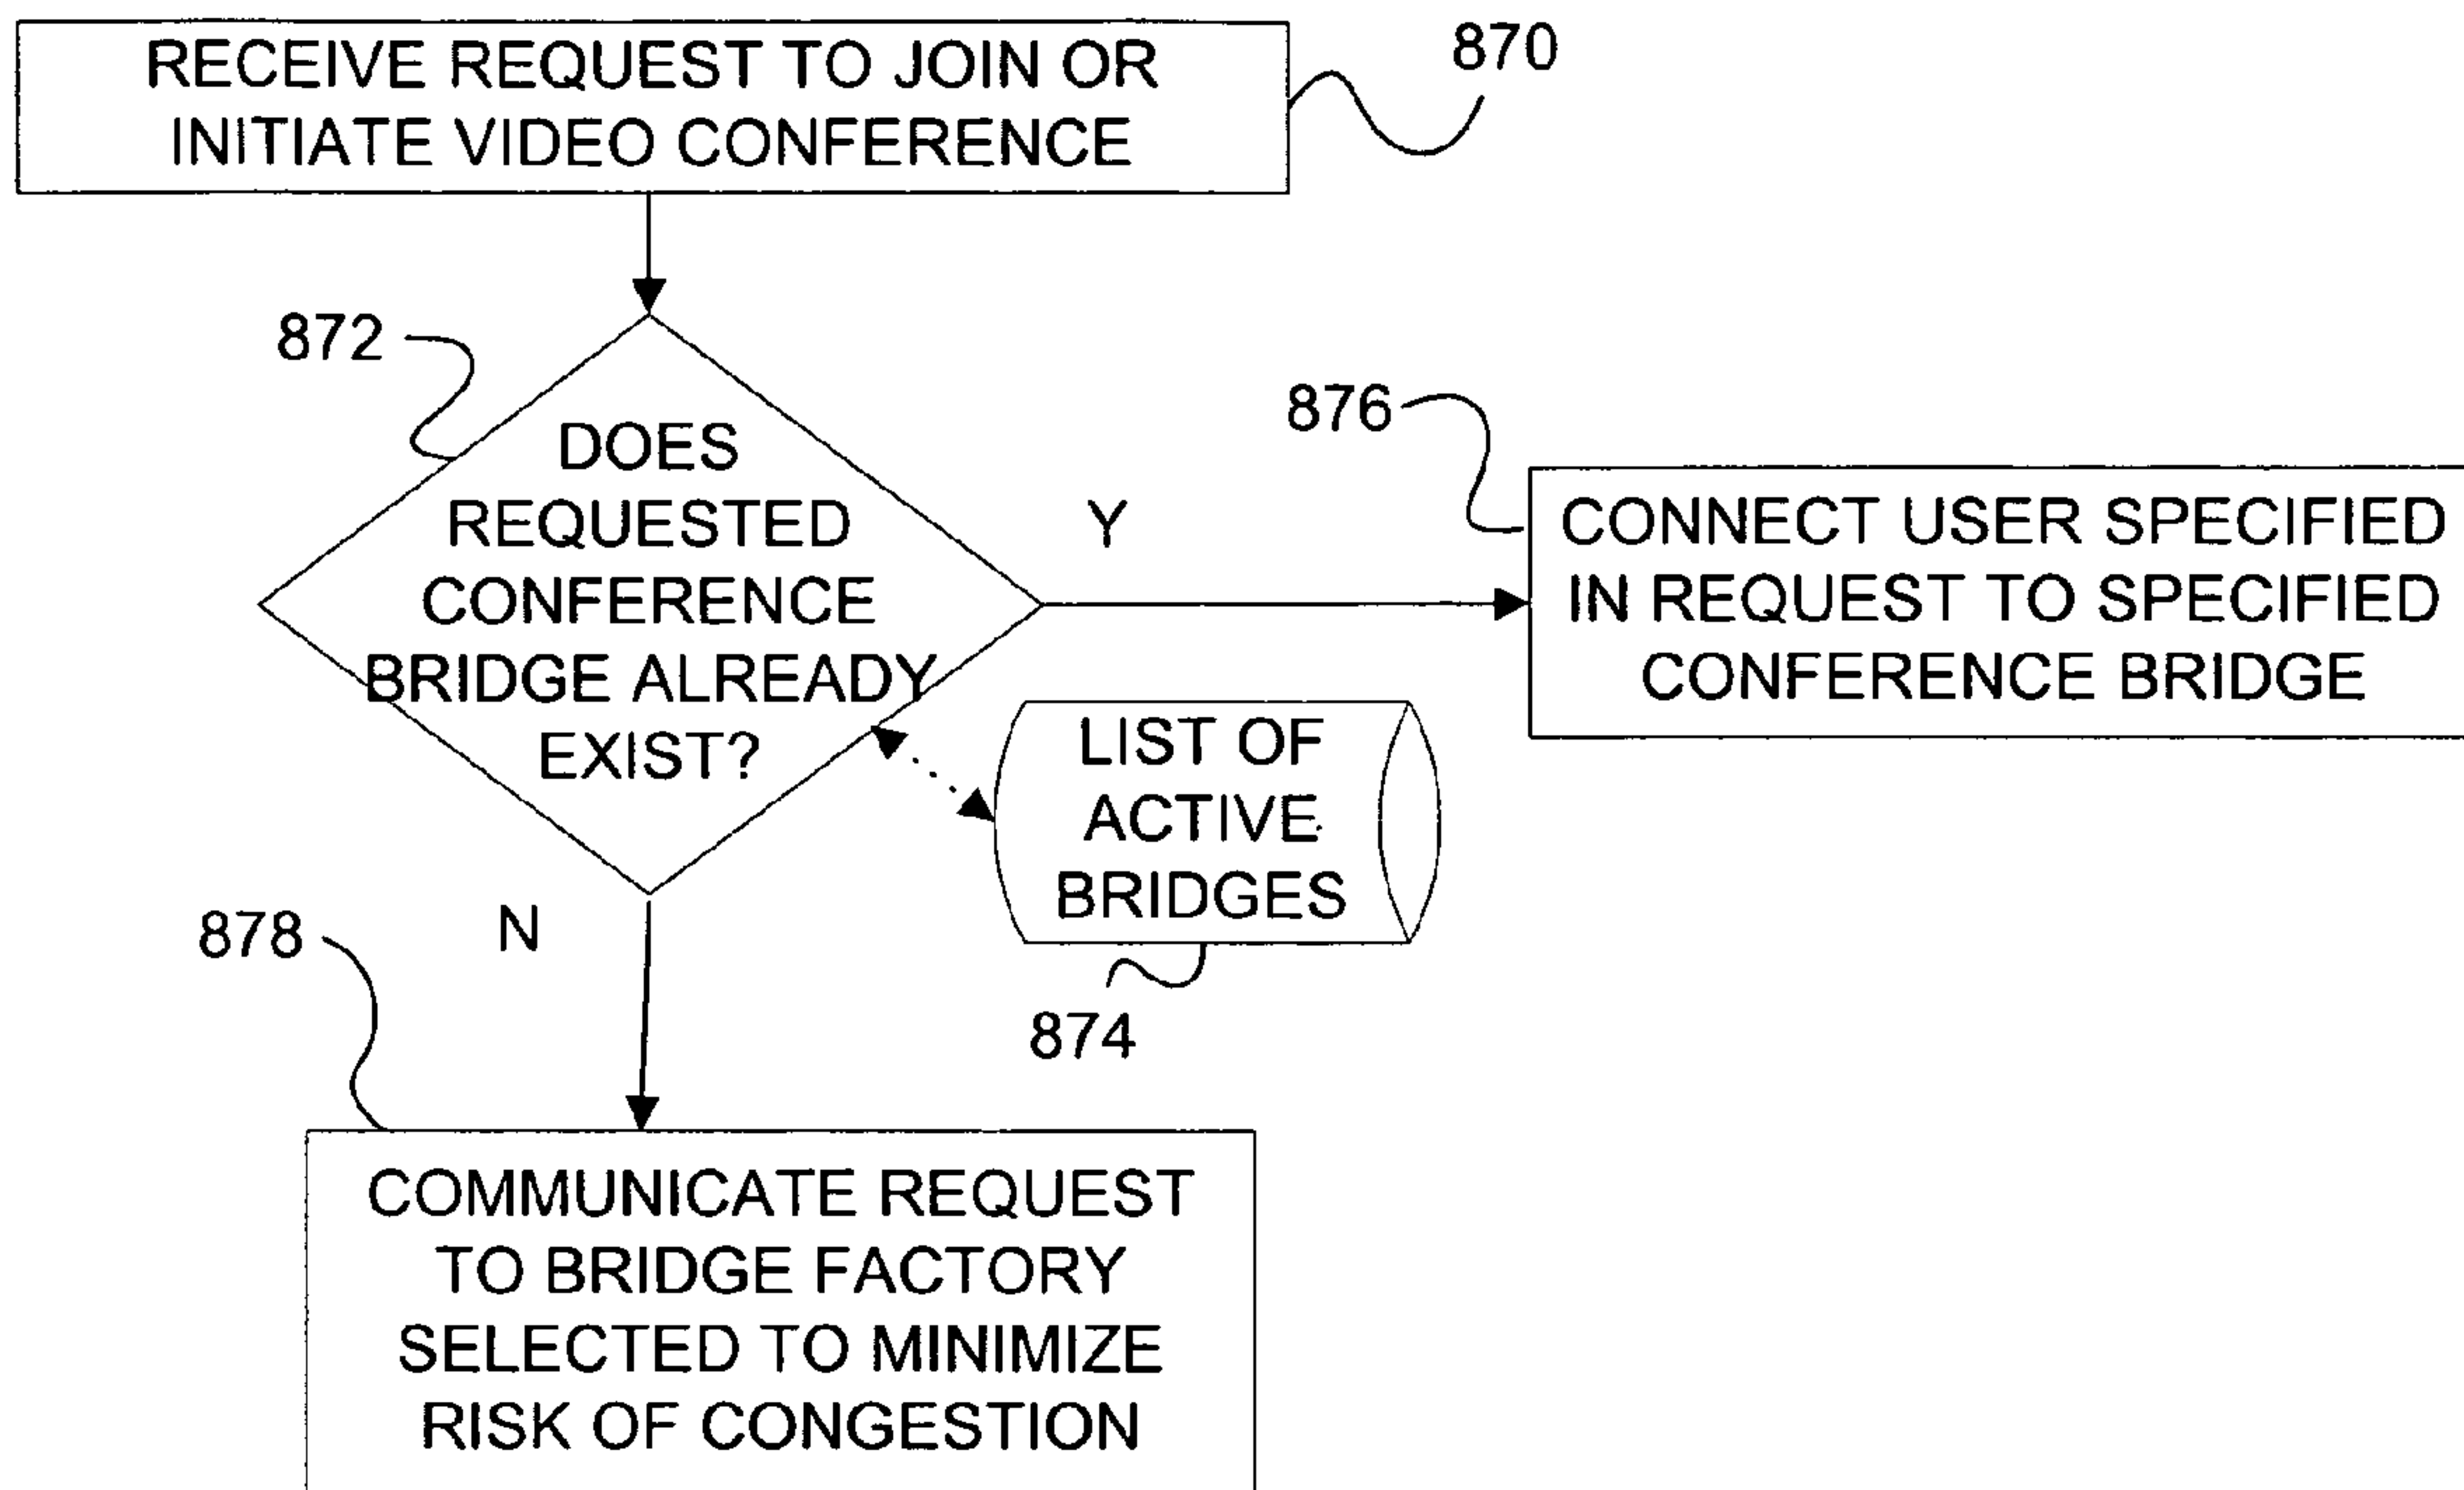 RECEIVE REQUEST TO JOIN OR
INITIATE VIDEO CONFERENCE
870
872
DOES
REQUESTED
CONFERENCE
BRIDGE ALREADY
EXIST?
Y
876
CONNECT USER SPECIFIED
IN REQUEST TO SPECIFIED
CONFERENCE BRIDGE
LIST OF
ACTIVE
BRIDGES
874
N
878
COMMUNICATE REQUEST
TO BRIDGE FACTORY
SELECTED TO MINIMIZE
RISK OF CONGESTION